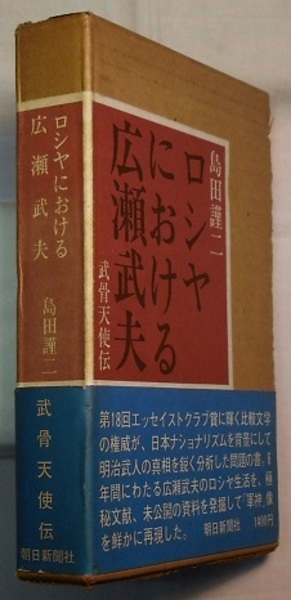 ロシヤにおける
広瀬武夫
島田謹二
武骨天使伝
朝日新聞社
島田謹二
ロシヤ
における
広瀬武夫
武骨天使伝
第18回エッセイストクラブ賞に輝く比較文学
の権威が、日本ナショナリズムを背景にして
明治武人の真相を鋭く分析した問題の書。6
年間にわたる広瀬武夫のロシヤ生活を、極
秘文献、未公開の資料を発掘して「軍神」像
を鮮かに再現した。
朝日新聞社
1400円